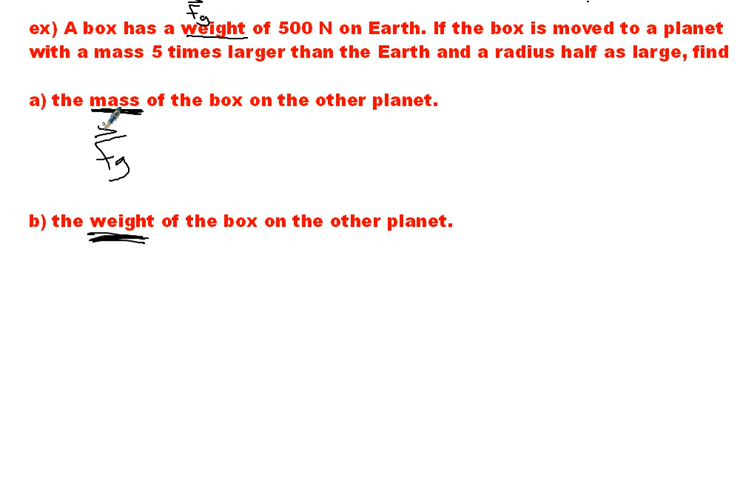 Fg
ex) A box has a weight of 500 N on Earth. If the box is moved to a planet
with a mass 5 times larger than the Earth and a radius half as large, find
a) the mass of the box on the other planet.
Fg
b) the weight of the box on the other planet.